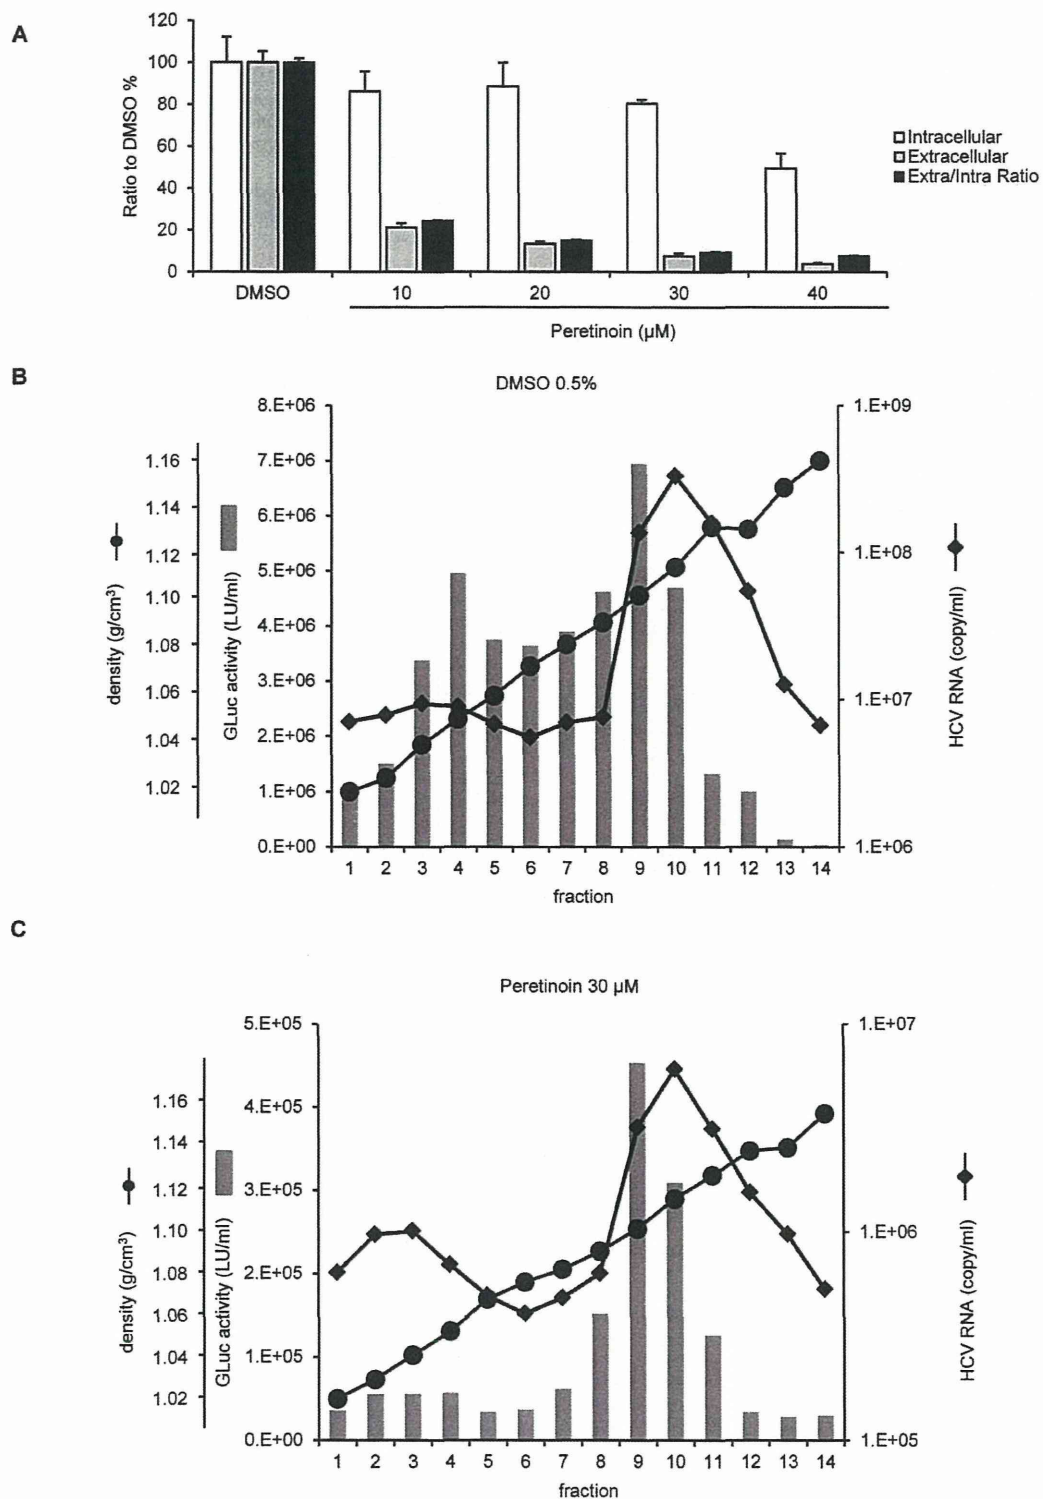 A
120
100
80
60
40
20
0
Ratio to DMSO %
DMSO
10
20
30
40
Peretinoin (µM)
Intracellular
Extracellular
Extra/Intra Ratio
B
DMSO 0.5%
density (g/cm³)
1.16
1.14
1.12
1.10
1.08
1.06
1.04
1.02
GLuc activity (LU/ml)
8.E+06
7.E+06
6.E+06
5.E+06
4.E+06
3.E+06
2.E+06
1.E+06
0.E+00
1.E+09
1.E+08
1.E+07
1.E+06
HCV RNA (copy/ml)
1 2 3 4 5 6 7 8 9 10 11 12 13 14
fraction
C
Peretinoin 30 µM
density (g/cm³)
1.16
1.14
1.12
1.10
1.08
1.06
1.04
1.02
GLuc activity (LU/ml)
5.E+05
4.E+05
3.E+05
2.E+05
1.E+05
0.E+00
1.E+07
1.E+06
1.E+05
HCV RNA (copy/ml)
1 2 3 4 5 6 7 8 9 10 11 12 13 14
fraction